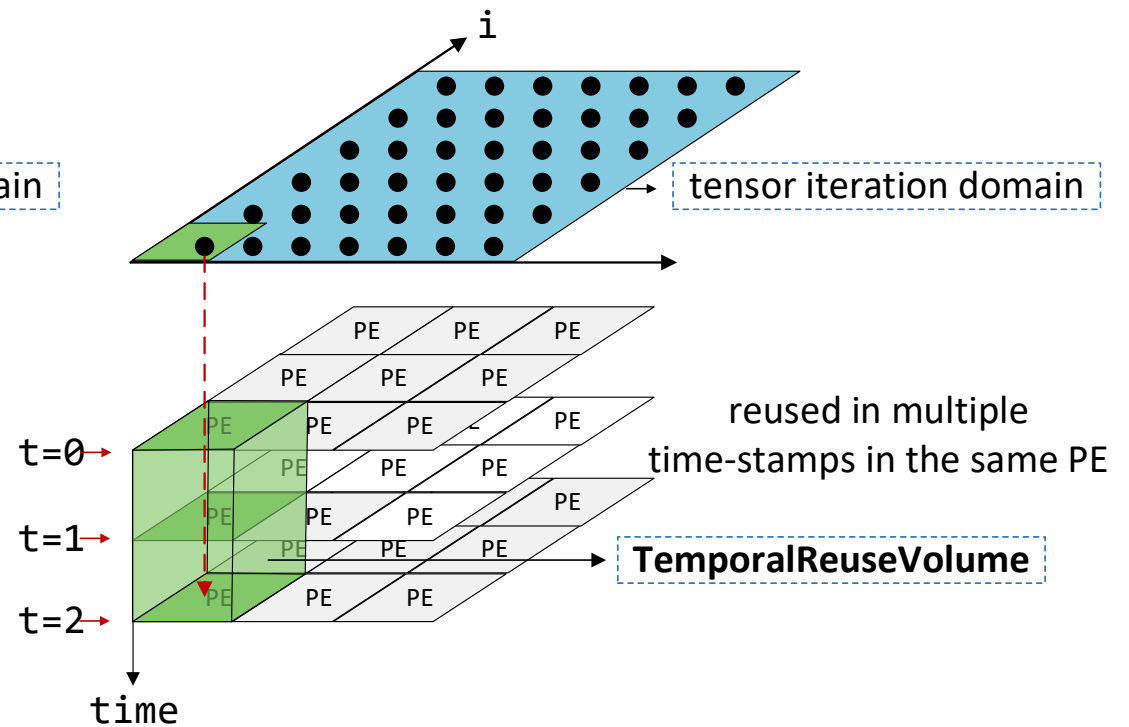 i
ain
tensor iteration domain
PE PE PE
PE PE PE
PE PE PE
reused in multiple
time-stamps in the same PE
t=0
PE
PE PE PE
t=1
PE PE PE
PE
TemporalReuseVolume
PE PE
t=2
PE PE PE
time